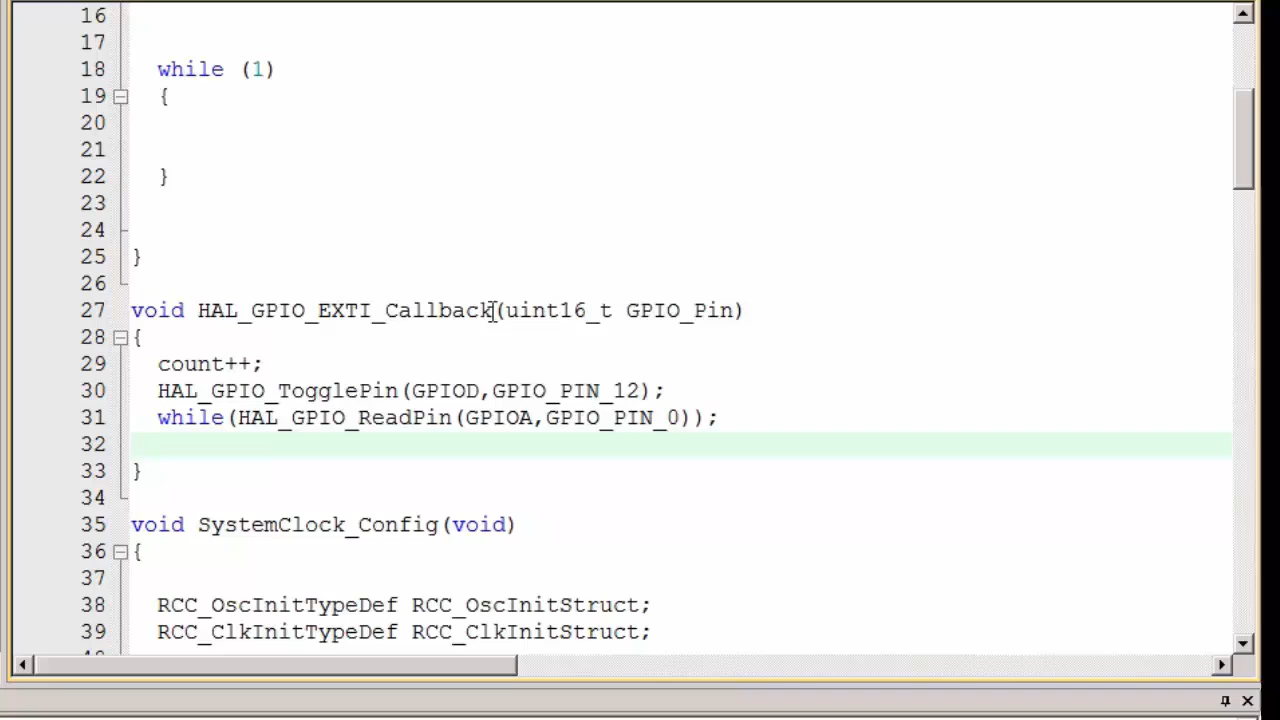 16
17
18 while (1)
19 {
20
21
22 }
23
24
25 }
26
27 void HAL_GPIO_EXTI_Callback(uint16_t GPIO_Pin)
28 {
29 count++;
30 HAL_GPIO_TogglePin(GPIOD,GPIO_PIN_12);
31 while(HAL_GPIO_ReadPin(GPIOA,GPIO_PIN_0));
32
33 }
34
35 void SystemClock_Config(void)
36 {
37
38 RCC_OscInitTypeDef RCC_OscInitStruct;
39 RCC_ClkInitTypeDef RCC_ClkInitStruct;